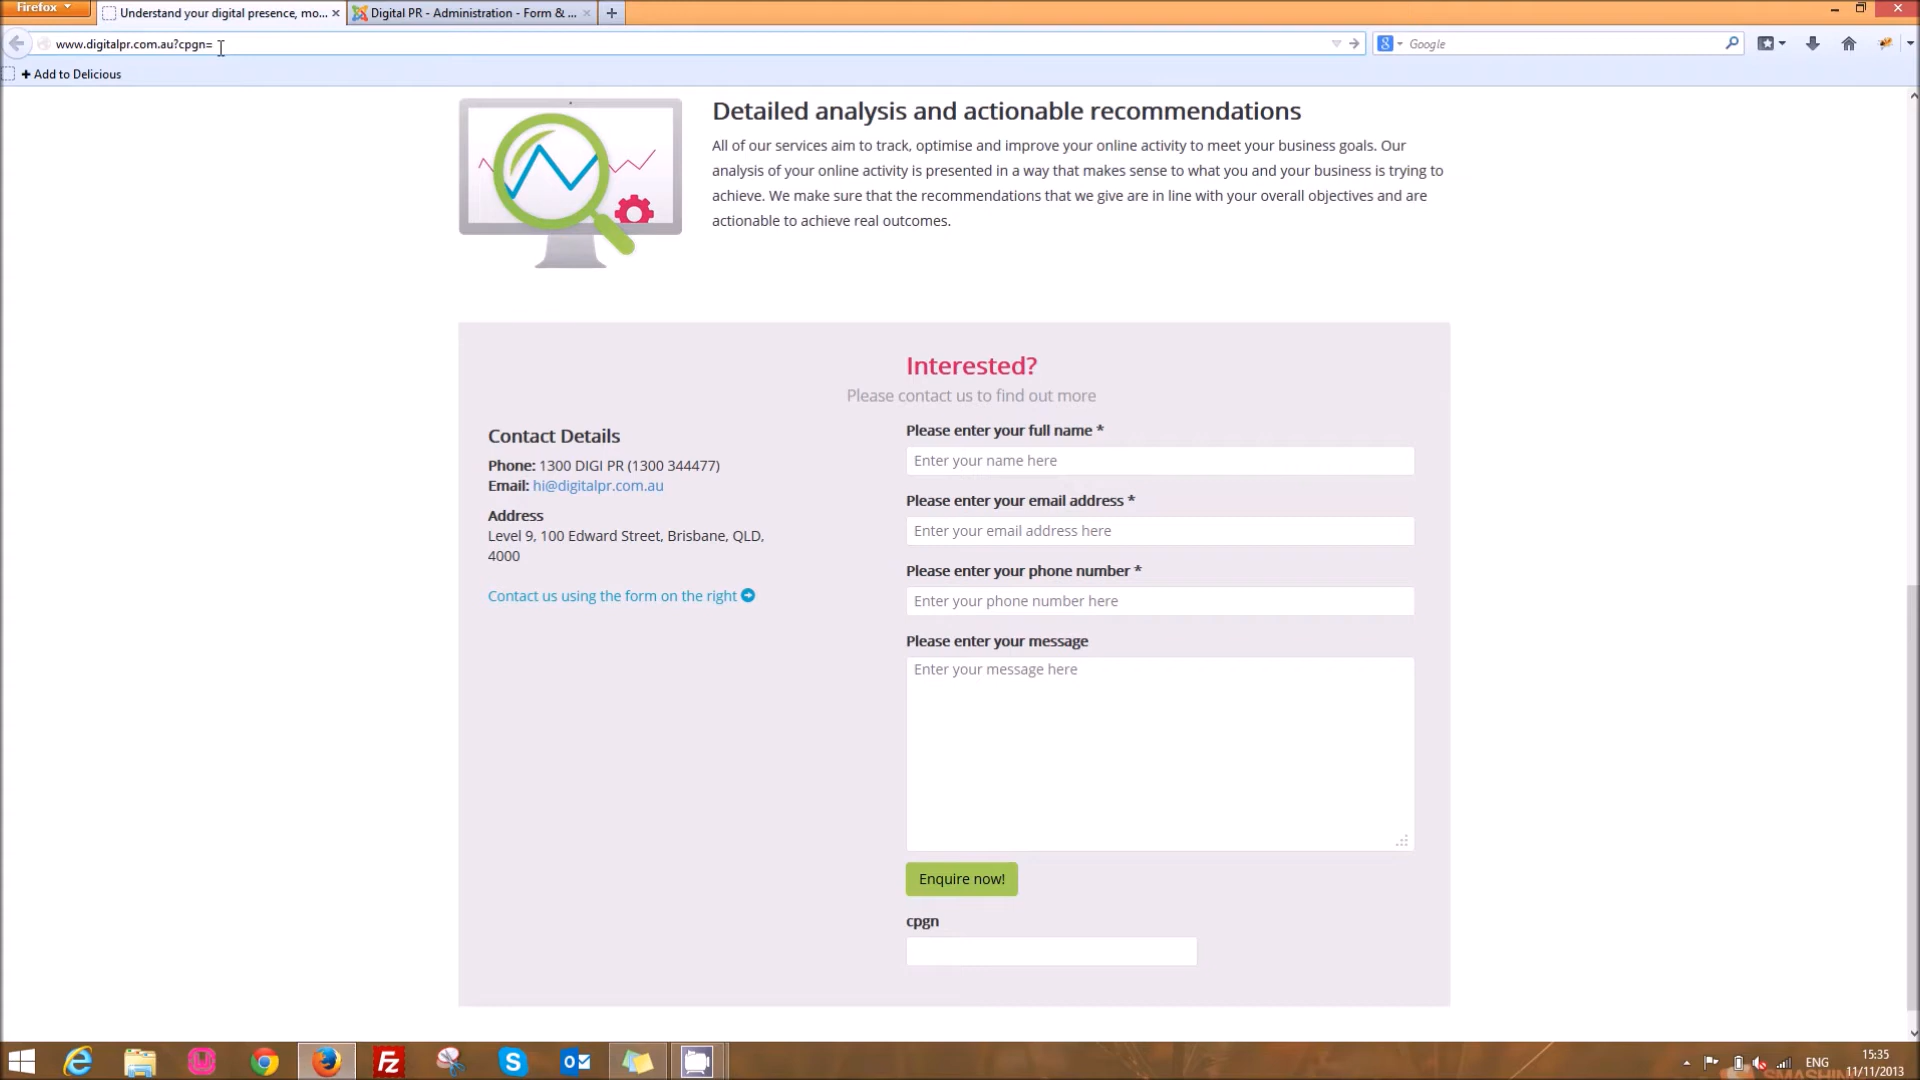 Firefox
Understand your digital presence, mo...
Digital PR - Administration - Form & ...
www.digitalpr.com.au?cpgn=
Google
Add to Delicious
Detailed analysis and actionable recommendations
All of our services aim to track, optimise and improve your online activity to meet your business goals. Our
analysis of your online activity is presented in a way that makes sense to what you and your business is trying to
achieve. We make sure that the recommendations that we give are in line with your overall objectives and are
actionable to achieve real outcomes.
Interested?
Please contact us to find out more
Contact Details
Phone: 1300 DIGI PR (1300 344477)
Email: hi@digitalpr.com.au
Address
Level 9, 100 Edward Street, Brisbane, QLD,
4000
Contact us using the form on the right
Please enter your full name *
Enter your name here
Please enter your email address *
Enter your email address here
Please enter your phone number *
Enter your phone number here
Please enter your message
Enter your message here
Enquire now!
cpgn
ENG
15:35
11/11/2013